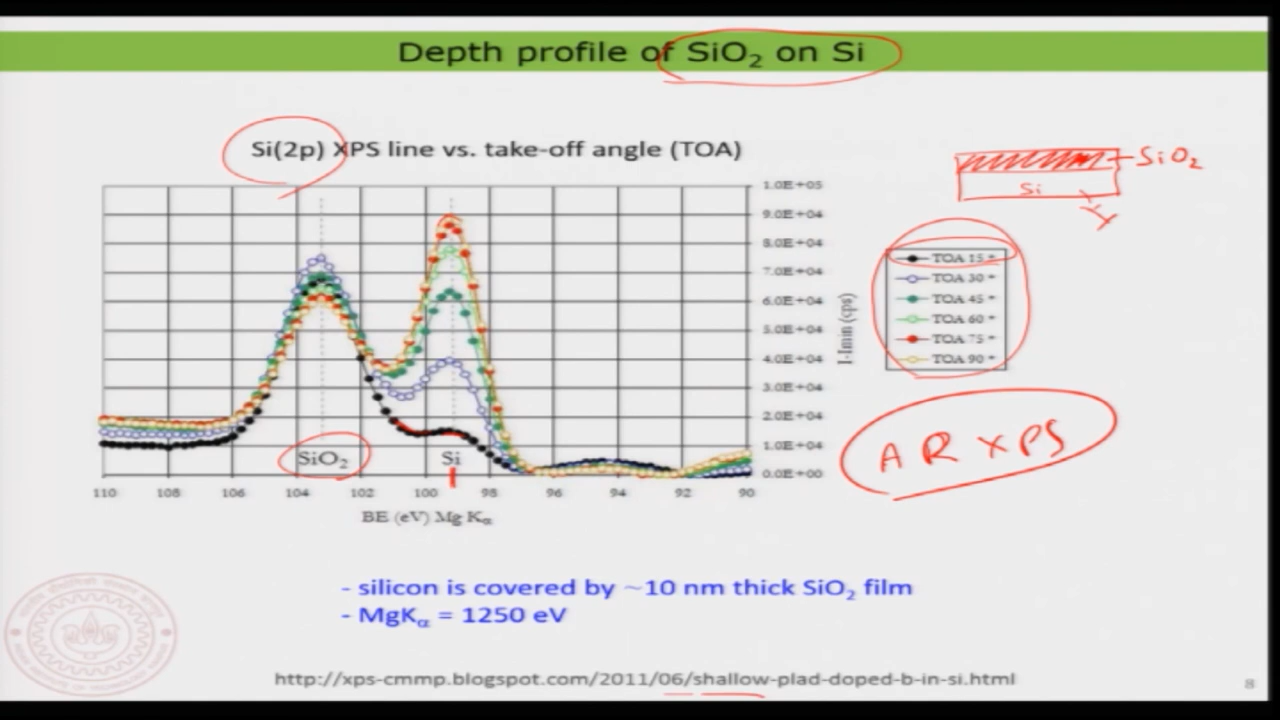 Depth profile of SiO₂ on Si
Si(2p) XPS line vs. take-off angle (TOA)
SiO₂
Si
1.0E+05
9.0E+04
8.0E+04
7.0E+04
6.0E+04
5.0E+04
4.0E+04
3.0E+04
2.0E+04
1.0E+04
0.0E+00
I-Imin (cps)
TOA 15 °
TOA 30 °
TOA 45 °
TOA 60 °
TOA 75 °
TOA 90 °
AR XPS
SiO₂ Si
110 108 106 104 102 100 98 96 94 92 90
BE (eV) Mg Kα
- silicon is covered by ~10 nm thick SiO₂ film
- MgKα = 1250 eV
http://xps-cmmp.blogspot.com/2011/06/shallow-plad-doped-b-in-si.html
8